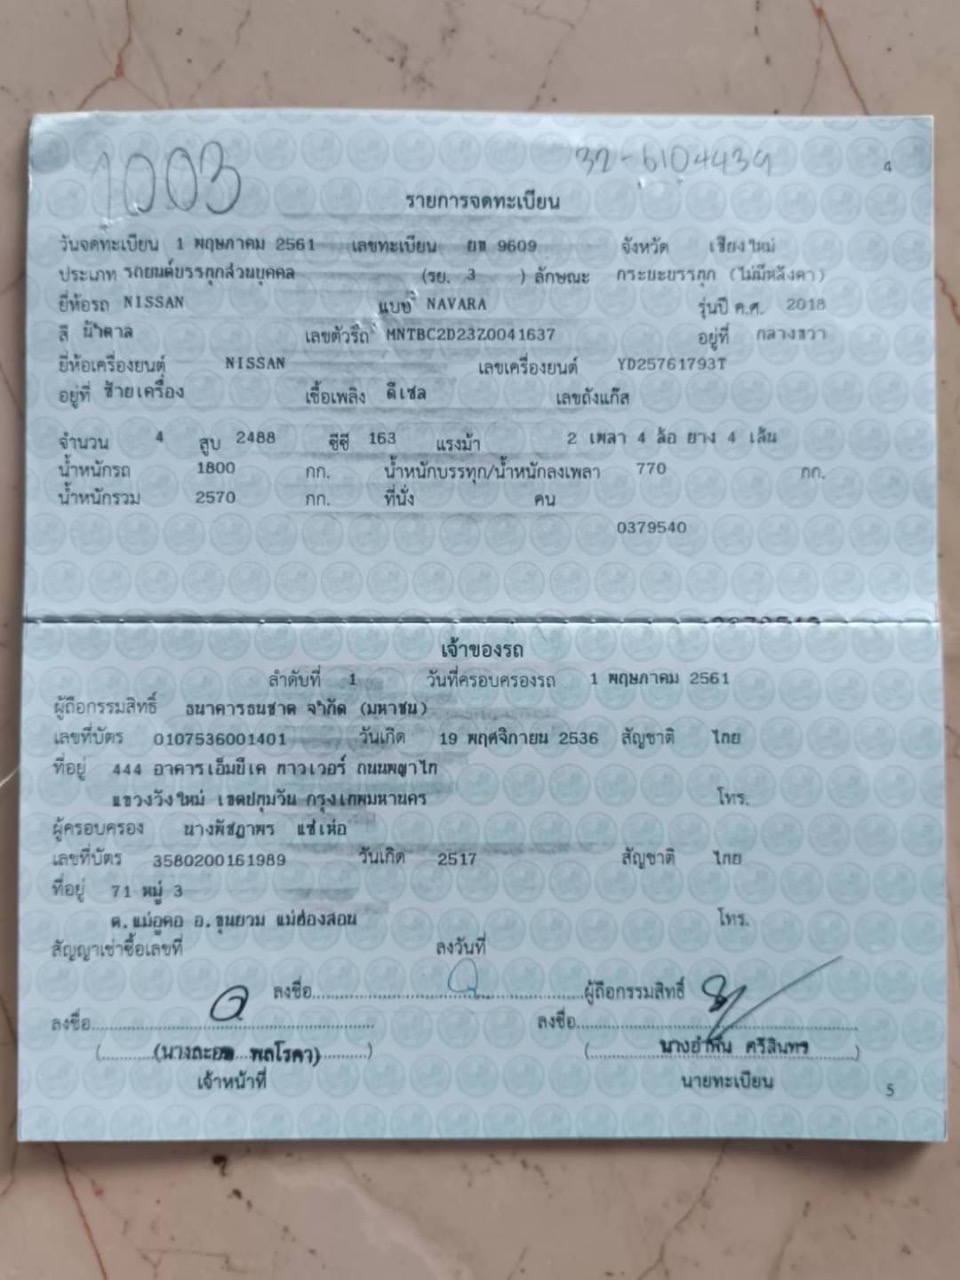 1003
32-6104439
4
รายการจดทะเบียน
วันจดทะเบียน 1 พฤษภาคม 2561 เลขทะเบียน ยท 9609 จังหวัด เชียงใหม่
ประเภท รถยนต์บรรทุกส่วนบุคคล (รย. 3 ) ลักษณะ กระบะบรรทุก (ไม่มีหลังคา)
ยี่ห้อรถ NISSAN แบบ NAVARA รุ่นปี ค.ศ. 2018
สี น้ำตาล เลขตัวรถ MNTBC2D23Z0041637 อยู่ที่ กลางขวา
ยี่ห้อเครื่องยนต์ NISSAN เลขเครื่องยนต์ YD25761793T
อยู่ที่ ซ้ายเครื่อง เชื้อเพลิง ดีเซล เลขถังแก๊ส
จำนวน 4 สูบ 2488 ซีซี 163 แรงม้า 2 เพลา 4 ล้อ ยาง 4 เส้น
น้ำหนักรถ 1800 กก. น้ำหนักบรรทุก/น้ำหนักลงเพลา 770 กก.
น้ำหนักรวม 2570 กก. ที่นั่ง คน
0379540
เจ้าของรถ
ลำดับที่ 1 วันที่ครอบครองรถ 1 พฤษภาคม 2561
ผู้ถือกรรมสิทธิ์ ธนาคารธนชาต จำกัด (มหาชน)
เลขที่บัตร 0107536001401 วันเกิด 19 พฤศจิกายน 2536 สัญชาติ ไทย
ที่อยู่ 444 อาคารเอ็มบีเค ทาวเวอร์ ถนนพญาไท
แขวงวังใหม่ เขตปทุมวัน กรุงเทพมหานคร โทร.
ผู้ครอบครอง นางพัชฎาพร แซ่เห่อ
เลขที่บัตร 3580200161989 วันเกิด 2517 สัญชาติ ไทย
ที่อยู่ 71 หมู่ 3
ต.แม่อูคอ อ.ขุนยวม แม่ฮ่องสอน โทร.
สัญญาเช่าซื้อเลขที่ ลงวันที่
ลงชื่อ ผู้ถือกรรมสิทธิ์
ลงชื่อ ลงชื่อ
(นาง พลโรคา) นางอำพัน ศรีสินทร
เจ้าหน้าที่ นายทะเบียน
5